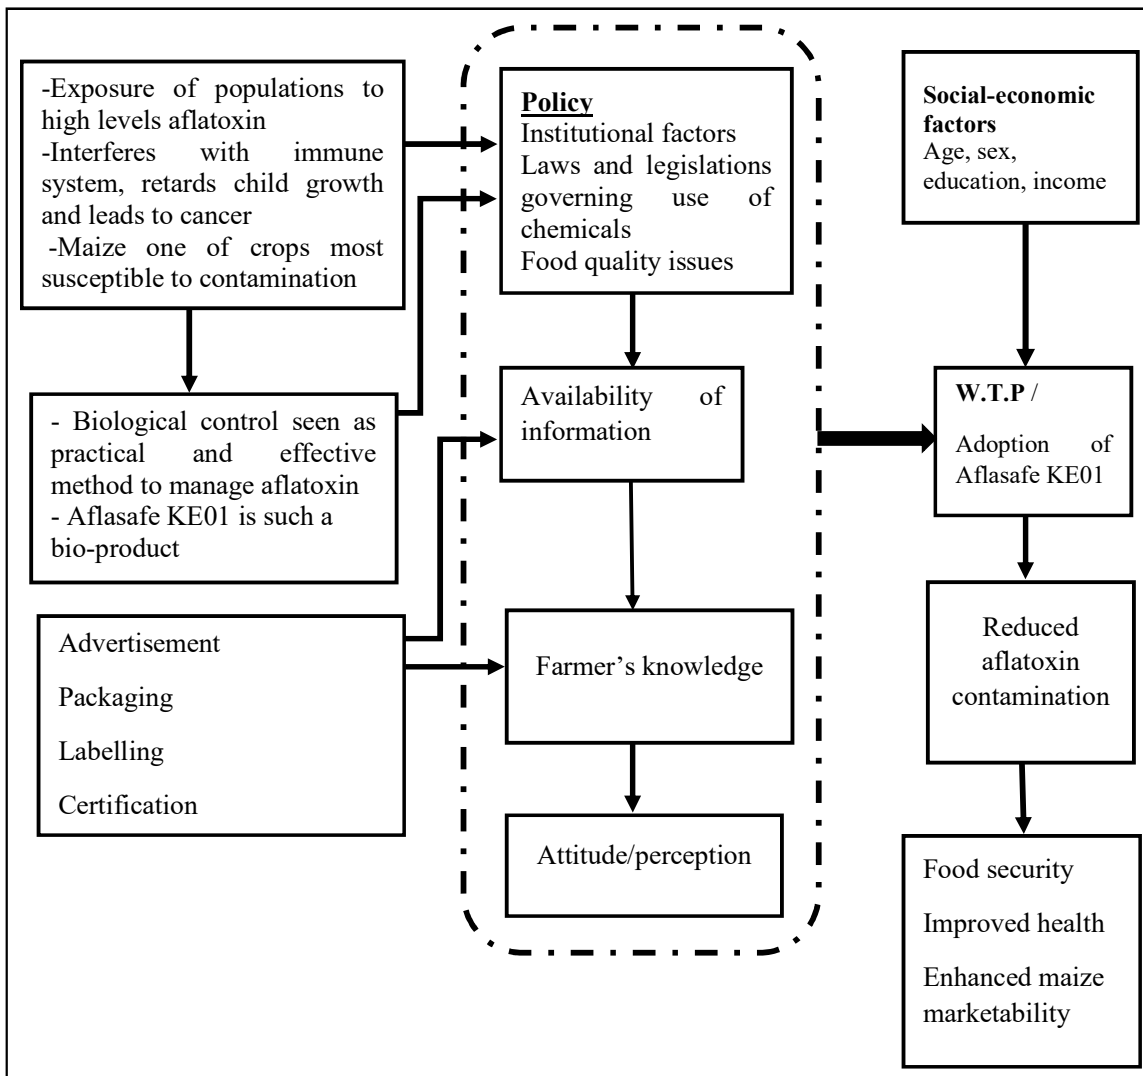 -Exposure of populations to
high levels aflatoxin
-Interferes with immune
system, retards child growth
and leads to cancer
-Maize one of crops most
susceptible to contamination
- Biological control seen as
practical and effective
method to manage aflatoxin
- Aflasafe KE01 is such a
bio-product
Advertisement
Packaging
Labelling
Certification
Policy
Institutional factors
Laws and legislations
governing use of
chemicals
Food quality issues
Availability of
information
Farmer’s knowledge
Attitude/perception
Social-economic
factors
Age, sex,
education, income
W.T.P /
Adoption of
Aflasafe KE01
Reduced
aflatoxin
contamination
Food security
Improved health
Enhanced maize
marketability